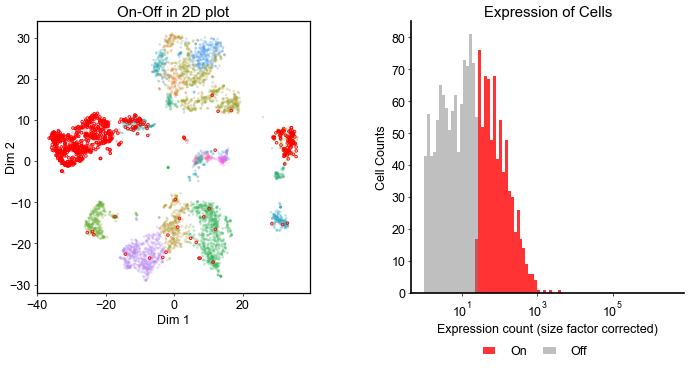 On-Off in 2D plot
Dim 2
30
20
10
0
−10
−20
−30
−40
−20
0
20
Dim 1
Expression of Cells
Cell Counts
80
70
60
50
40
30
20
10
0
10^1
10^3
10^5
Expression count (size factor corrected)
On
Off